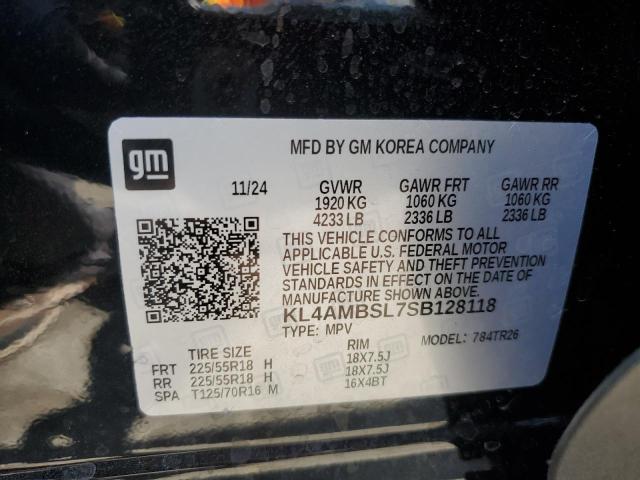 gm
MFD BY GM KOREA COMPANY
11/24 GVWR GAWR FRT GAWR RR
1920 KG 1060 KG 1060 KG
4233 LB 2336 LB 2336 LB
THIS VEHICLE CONFORMS TO ALL
APPLICABLE U.S. FEDERAL MOTOR
VEHICLE SAFETY AND THEFT PREVENTION
STANDARDS IN EFFECT ON THE DATE OF
MANUFACTURE SHOWN ABOVE.
KL4AMBSL7SB128118
TYPE: MPV MODEL: 784TR26
TIRE SIZE RIM
FRT 225/55R18 H 18X7.5J
RR 225/55R18 H 18X7.5J
SPA T125/70R16 M 16X4BT